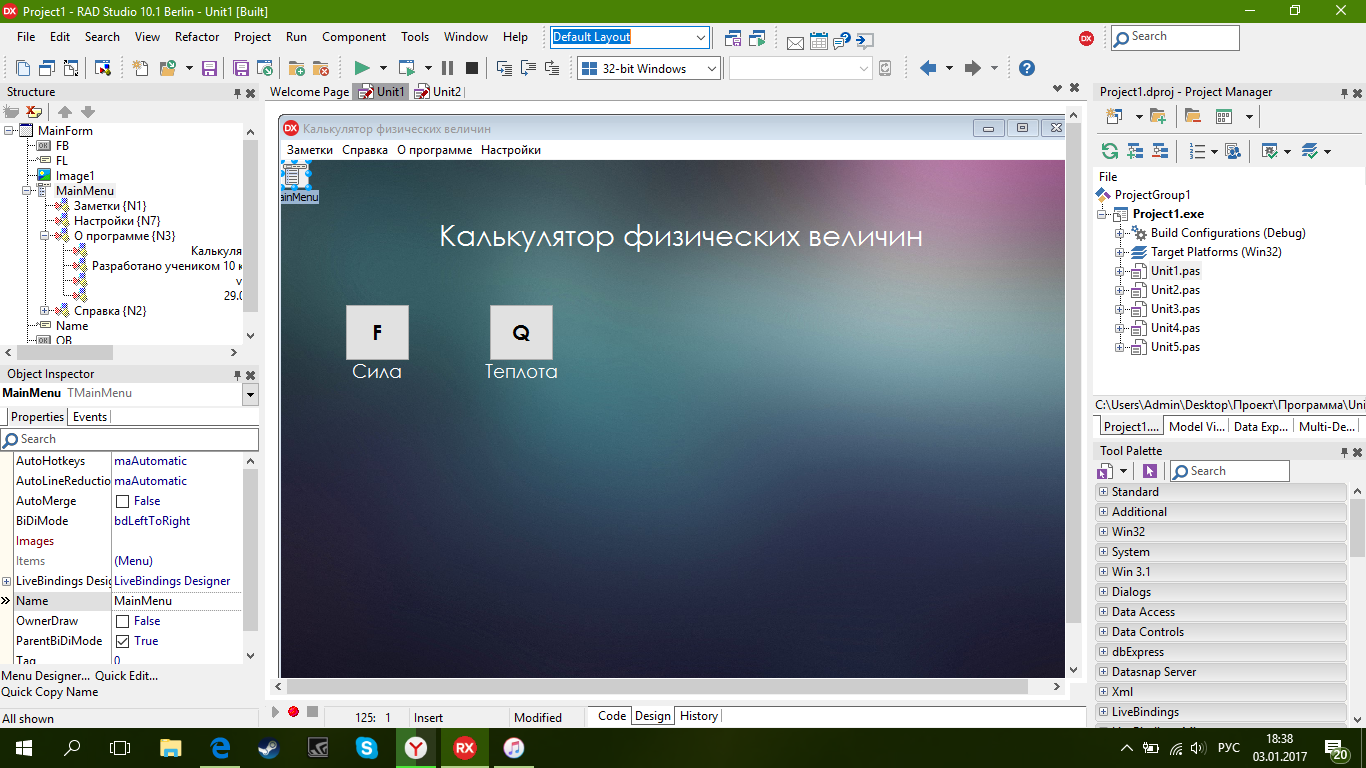 Project1 - RAD Studio 10.1 Berlin - Unit1 [Built]
File Edit Search View Refactor Project Run Component Tools Window Help
Default Layout
Search
32-bit Windows
Structure
MainForm
FB
FL
Image1
MainMenu
Заметки {N1}
Настройки {N7}
О программе {N3}
Калькуля
Разработано учеником 10 к
v
29.0
Справка {N2}
Name
QB
Object Inspector
MainMenu TMainMenu
Properties Events
Search
AutoHotkeys maAutomatic
AutoLineReductio maAutomatic
AutoMerge False
BiDiMode bdLeftToRight
Images
Items (Menu)
LiveBindings Desig LiveBindings Designer
Name MainMenu
OwnerDraw False
ParentBiDiMode True
Tag 0
Menu Designer... Quick Edit...
Quick Copy Name
All shown
Welcome Page Unit1 Unit2
Калькулятор физических величин
Заметки Справка О программе Настройки
ainMenu
Калькулятор физических величин
F Q
Сила Теплота
125: 1 Insert Modified Code Design History
Project1.dproj - Project Manager
File
ProjectGroup1
Project1.exe
Build Configurations (Debug)
Target Platforms (Win32)
Unit1.pas
Unit2.pas
Unit3.pas
Unit4.pas
Unit5.pas
C:\Users\Admin\Desktop\Проект\Программа\Uni
Project1.... Model Vi... Data Exp... Multi-De...
Tool Palette
Search
Standard
Additional
Win32
System
Win 3.1
Dialogs
Data Access
Data Controls
dbExpress
Datasnap Server
Xml
LiveBindings
РУС
18:38
03.01.2017
20